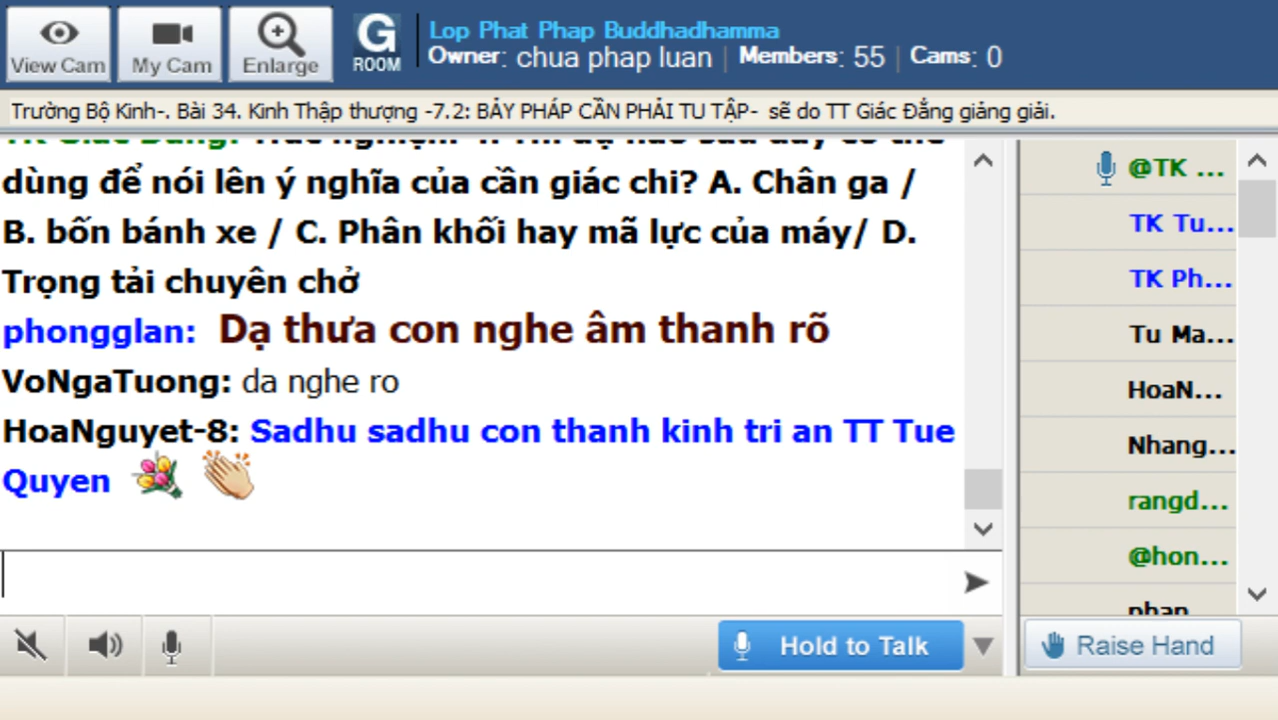 View Cam
My Cam
Enlarge
G
ROOM
Lop Phat Phap Buddhadhamma
Owner: chua phap luan | Members: 55 | Cams: 0
Trường Bộ Kinh-. Bài 34. Kinh Thập thượng -7.2: BẢY PHÁP CẦN PHẢI TU TẬP- sẽ do TT Giác Đẳng giảng giải.
dùng để nói lên ý nghĩa của cần giác chi? A. Chân ga /
B. bốn bánh xe / C. Phân khối hay mã lực của máy/ D.
Trọng tải chuyên chở
phongglan: Dạ thưa con nghe âm thanh rõ
VoNgaTuong: da nghe ro
HoaNguyet-8: Sadhu sadhu con thanh kinh tri an TT Tue
Quyen
@TK ...
TK Tu...
TK Ph...
Tu Ma...
HoaN...
Nhang...
rangd...
@hon...
Hold to Talk
Raise Hand